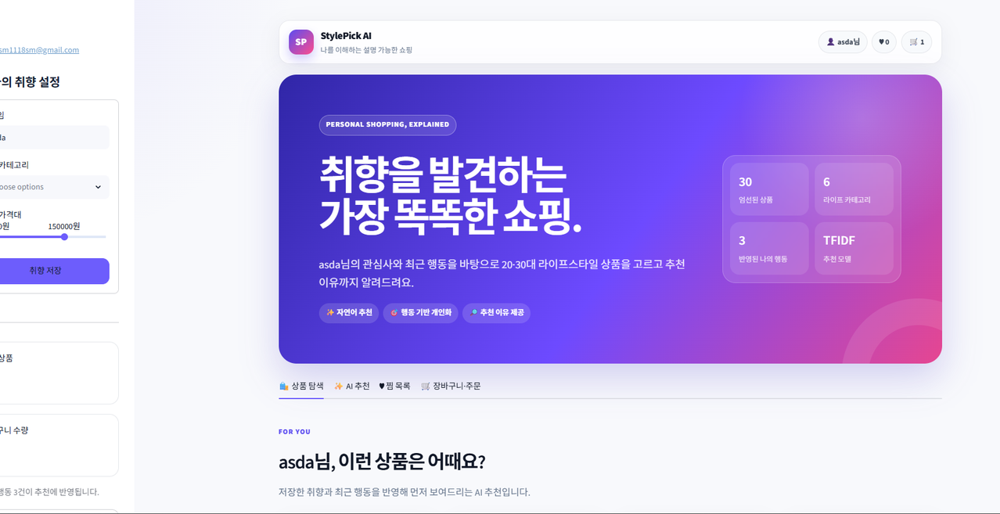 sm1118sm@gmail.com
의 취향 설정
카테고리
oose options
가격대
0원
150000원
취향 저장
상품
구니 수량
행동 3건이 추천에 반영됩니다.
SP
StylePick AI
나를 이해하는 설명 가능한 쇼핑
👤 asda님
♥ 0
🛒 1
PERSONAL SHOPPING, EXPLAINED
취향을 발견하는
가장 똑똑한 쇼핑.
asda님의 관심사와 최근 행동을 바탕으로 20·30대 라이프스타일 상품을 고르고 추천
이유까지 알려드려요.
✨ 자연어 추천
🎯 행동 기반 개인화
추천 이유 제공
30
엄선된 상품
6
라이프 카테고리
3
반영된 나의 행동
TFIDF
추천 모델
🛍️ 상품 탐색
✨ AI 추천
♥ 찜 목록
🛒 장바구니·주문
FOR YOU
asda님, 이런 상품은 어때요?
저장한 취향과 최근 행동을 반영해 먼저 보여드리는 AI 추천입니다.